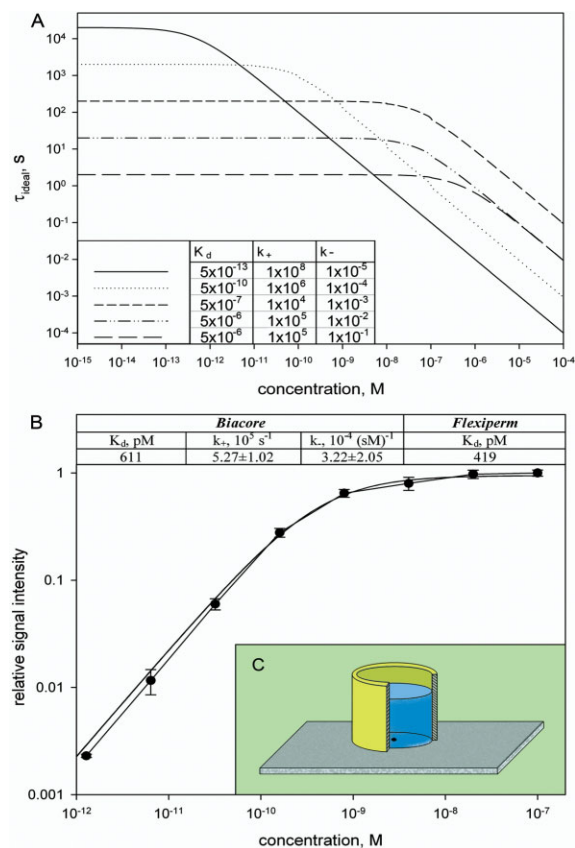 A
τideal, s
10⁴
10³
10²
10¹
10⁰
10⁻¹
10⁻²
10⁻³
10⁻⁴
Kd k+ k-
5x10⁻¹³ 1x10⁸ 1x10⁻⁵
5x10⁻¹⁰ 1x10⁶ 1x10⁻⁴
5x10⁻⁷ 1x10⁴ 1x10⁻³
5x10⁻⁶ 1x10⁵ 1x10⁻²
5x10⁻⁶ 1x10⁵ 1x10⁻¹
10⁻¹⁵ 10⁻¹⁴ 10⁻¹³ 10⁻¹² 10⁻¹¹ 10⁻¹⁰ 10⁻⁹ 10⁻⁸ 10⁻⁷ 10⁻⁶ 10⁻⁵ 10⁻⁴
concentration, M
B
Biacore Flexiperm
Kd, pM k+, 10⁵ s⁻¹ k-, 10⁻⁴ (sM)⁻¹ Kd, pM
611 5.27±1.02 3.22±2.05 419
relative signal intensity
1
0.1
0.01
0.001
C
10⁻¹² 10⁻¹¹ 10⁻¹⁰ 10⁻⁹ 10⁻⁸ 10⁻⁷
concentration, M